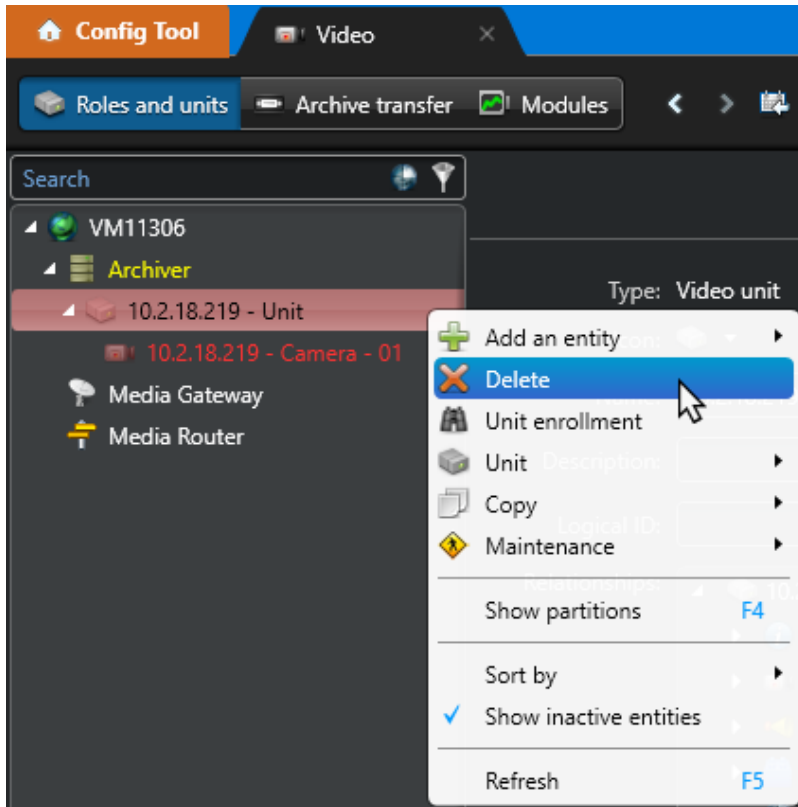 Config Tool
Video
Roles and units
Archive transfer
Modules
Search
VM11306
Archiver
10.2.18.219 - Unit
10.2.18.219 - Camera - 01
Media Gateway
Media Router
Type: Video unit
Add an entity
Delete
Unit enrollment
Unit
Description:
Copy
Logical ID:
Maintenance
Relationships:
Show partitions F4
Sort by
Show inactive entities
Refresh F5